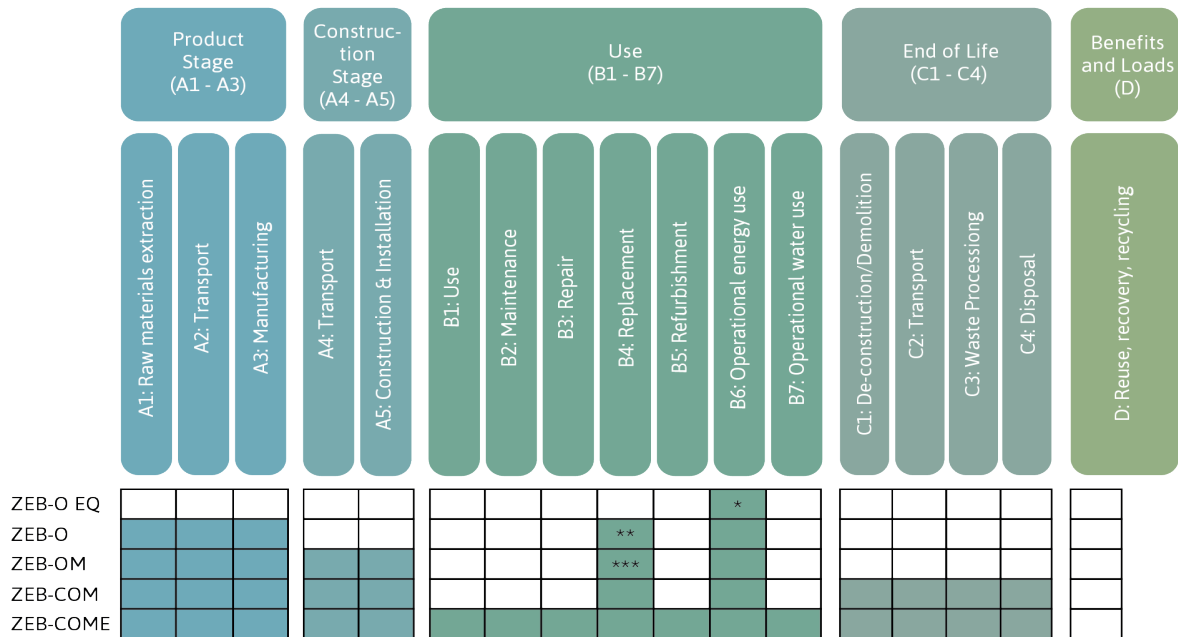 Product
Stage
(A1 - A3)
Construc-
tion
Stage
(A4 - A5)
Use
(B1 - B7)
End of Life
(C1 - C4)
Benefits
and Loads
(D)
A1: Raw materials extraction
A2: Transport
A3: Manufacturing
A4: Transport
A5: Construction & Installation
B1: Use
B2: Maintenance
B3: Repair
B4: Replacement
B5: Refurbishment
B6: Operational energy use
B7: Operational water use
C1: De-construction/Demolition
C2: Transport
C3: Waste Processiong
C4: Disposal
D: Reuse, recovery, recycling
ZEB-O EQ *
ZEB-O **
ZEB-OM ***
ZEB-COM
ZEB-COME